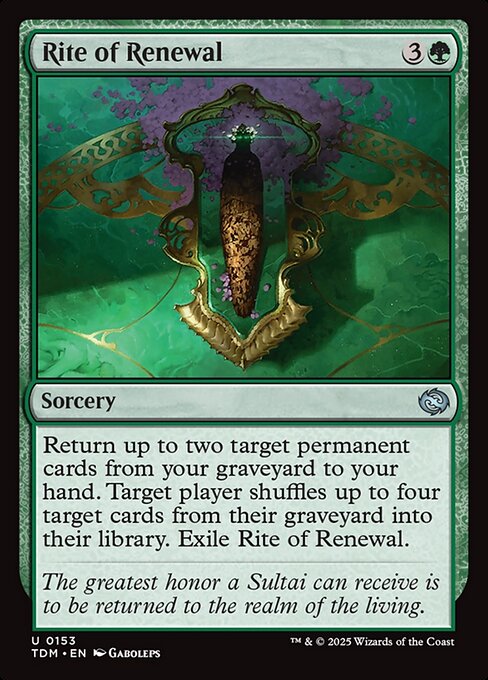 Rite of Renewal 3
Sorcery
Return up to two target permanent
cards from your graveyard to your
hand. Target player shuffles up to four
target cards from their graveyard into
their library. Exile Rite of Renewal.
The greatest honor a Sultai can receive is
to be returned to the realm of the living.
U 0153 ™ & © 2025 Wizards of the Coast
TDM • EN Gaboleps